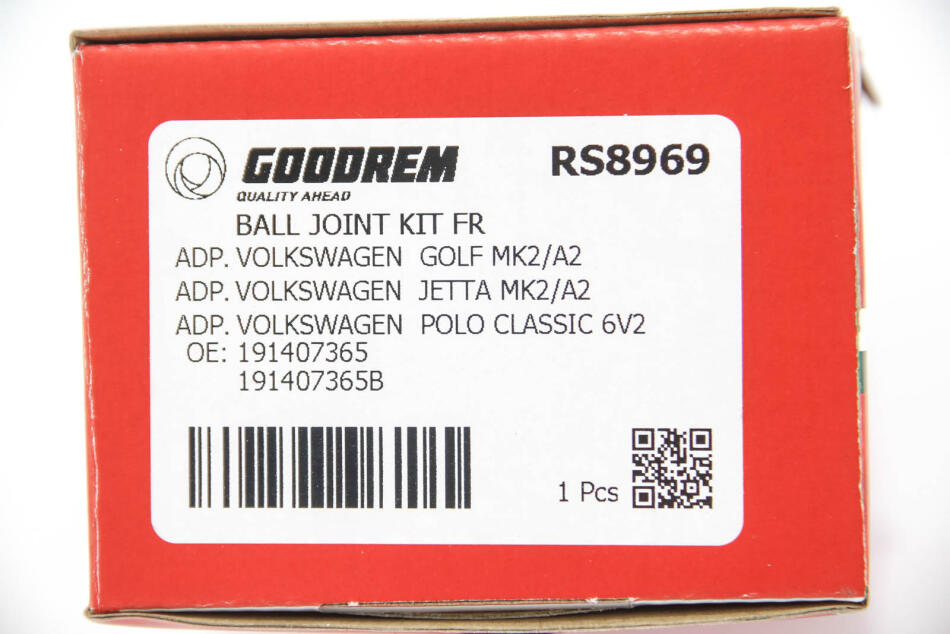 GOODREM RS8969
QUALITY AHEAD
BALL JOINT KIT FR
ADP. VOLKSWAGEN GOLF MK2/A2
ADP. VOLKSWAGEN JETTA MK2/A2
ADP. VOLKSWAGEN POLO CLASSIC 6V2
OE: 191407365
191407365B
1 Pcs